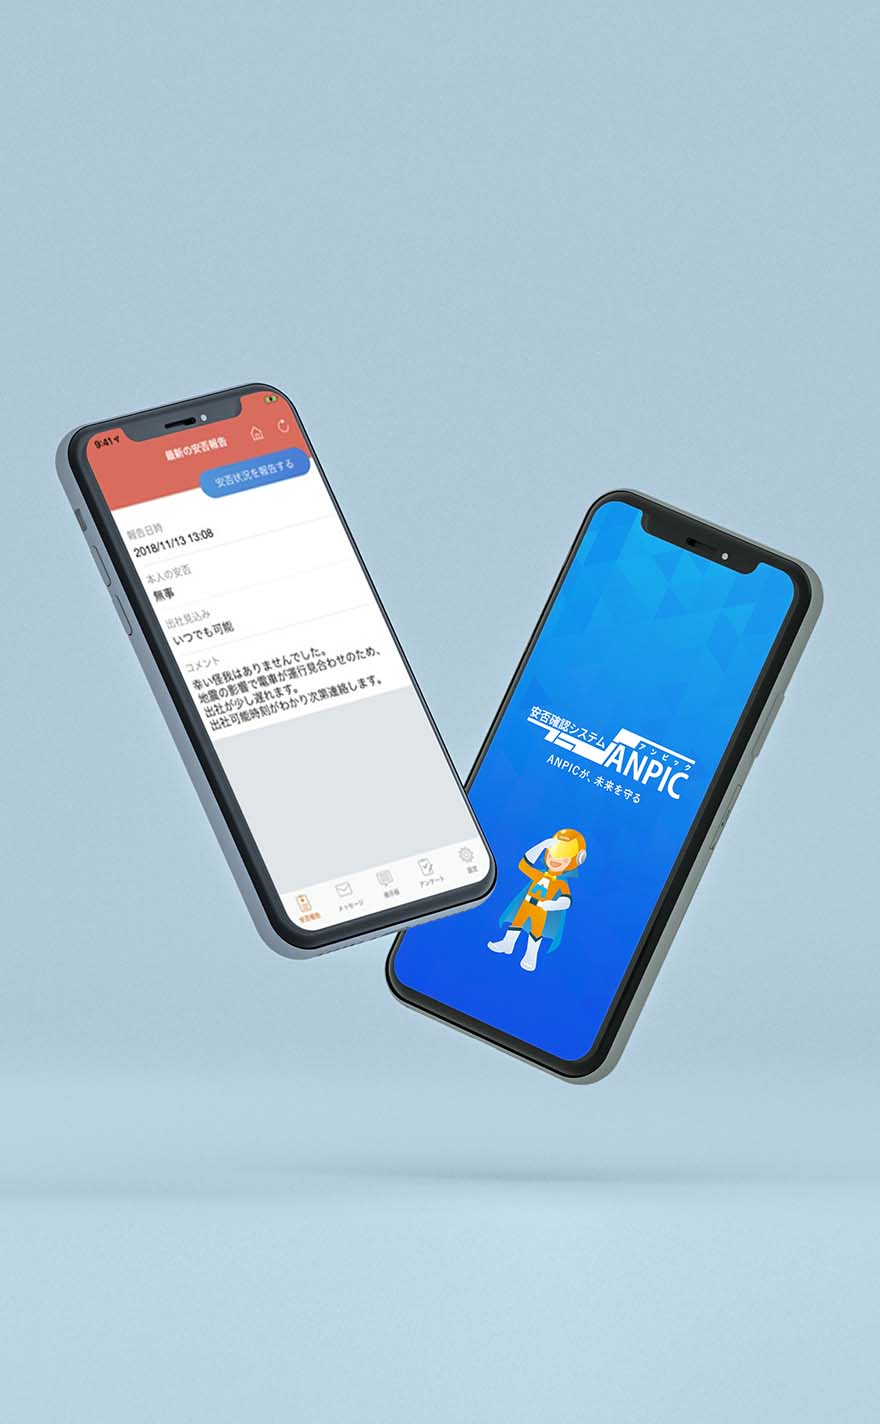 9:41
最新の安否報告
安否状況を報告する
報告日時
2018/11/13 13:08
本人の安否
無事
出社見込み
いつでも可能
コメント
幸い怪我はありませんでした。
地震の影響で電車が運行見合わせのため、
出社が少し遅れます。
出社可能時刻がわかり次第連絡します。
安否報告
メッセージ
掲示板
アンケート
設定
安否確認システム
アンピック
ANPIC
ANPICが、未来を守る